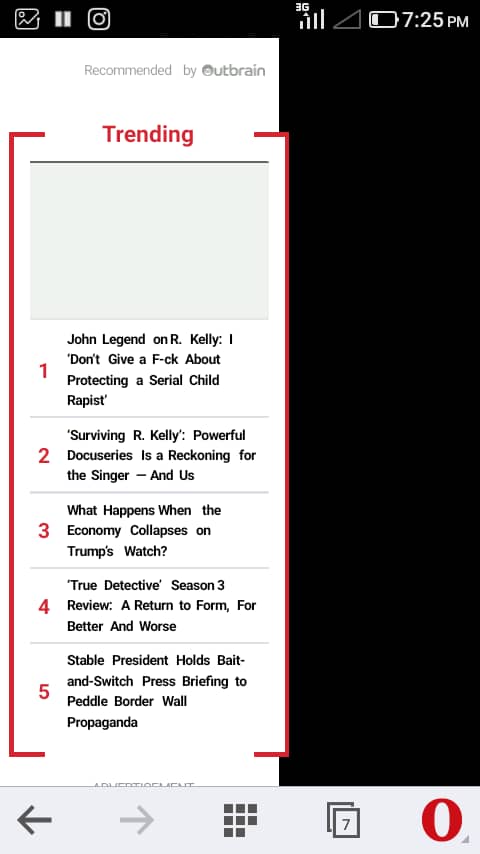 3G
7:25 PM
Recommended by Outbrain
Trending
John Legend on R. Kelly: I
1 'Don't Give a F-ck About
Protecting a Serial Child
Rapist'
'Surviving R. Kelly': Powerful
2 Docuseries Is a Reckoning for
the Singer — And Us
What Happens When the
3 Economy Collapses on
Trump's Watch?
'True Detective' Season 3
4 Review: A Return to Form, For
Better And Worse
Stable President Holds Bait-
and-Switch Press Briefing to
5 Peddle Border Wall
Propaganda
ADVERTISEMENT
7